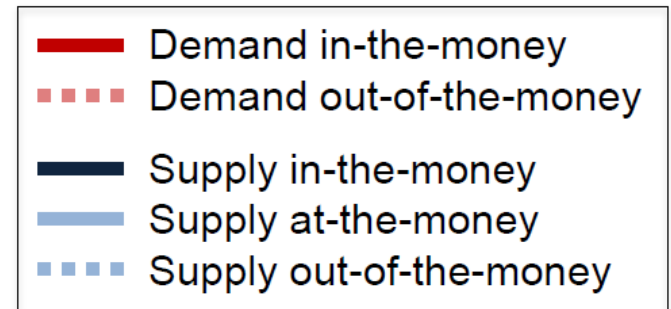 Demand in-the-money
Demand out-of-the-money
Supply in-the-money
Supply at-the-money
Supply out-of-the-money